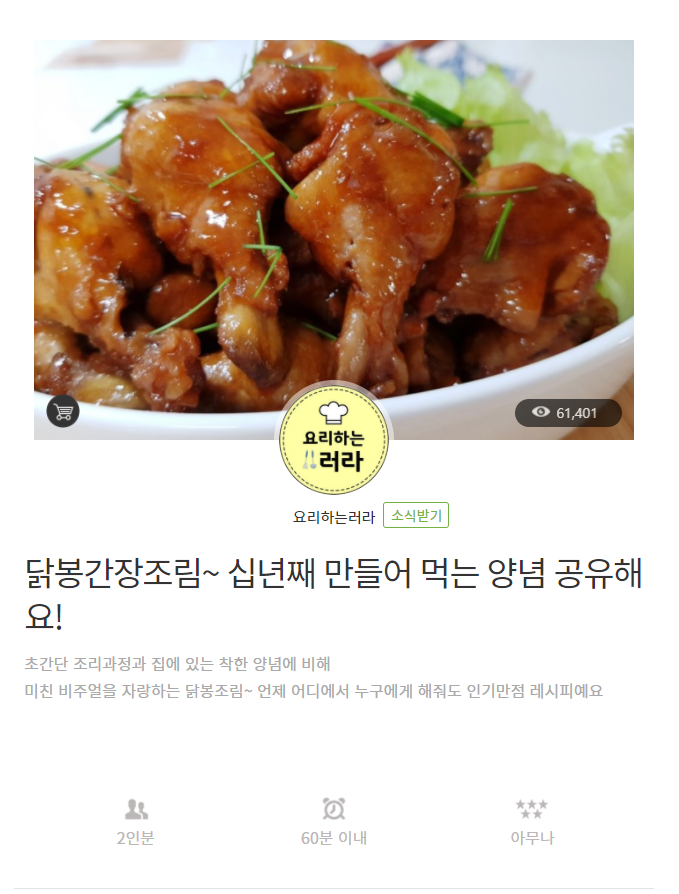 61,401
요리하는
러라
요리하는러라 소식받기
닭봉간장조림~ 십년째 만들어 먹는 양념 공유해
요!
초간단 조리과정과 집에 있는 착한 양념에 비해
미친 비주얼을 자랑하는 닭봉조림~ 언제 어디에서 누구에게 해줘도 인기만점 레시피예요
2인분 60분 이내 아무나